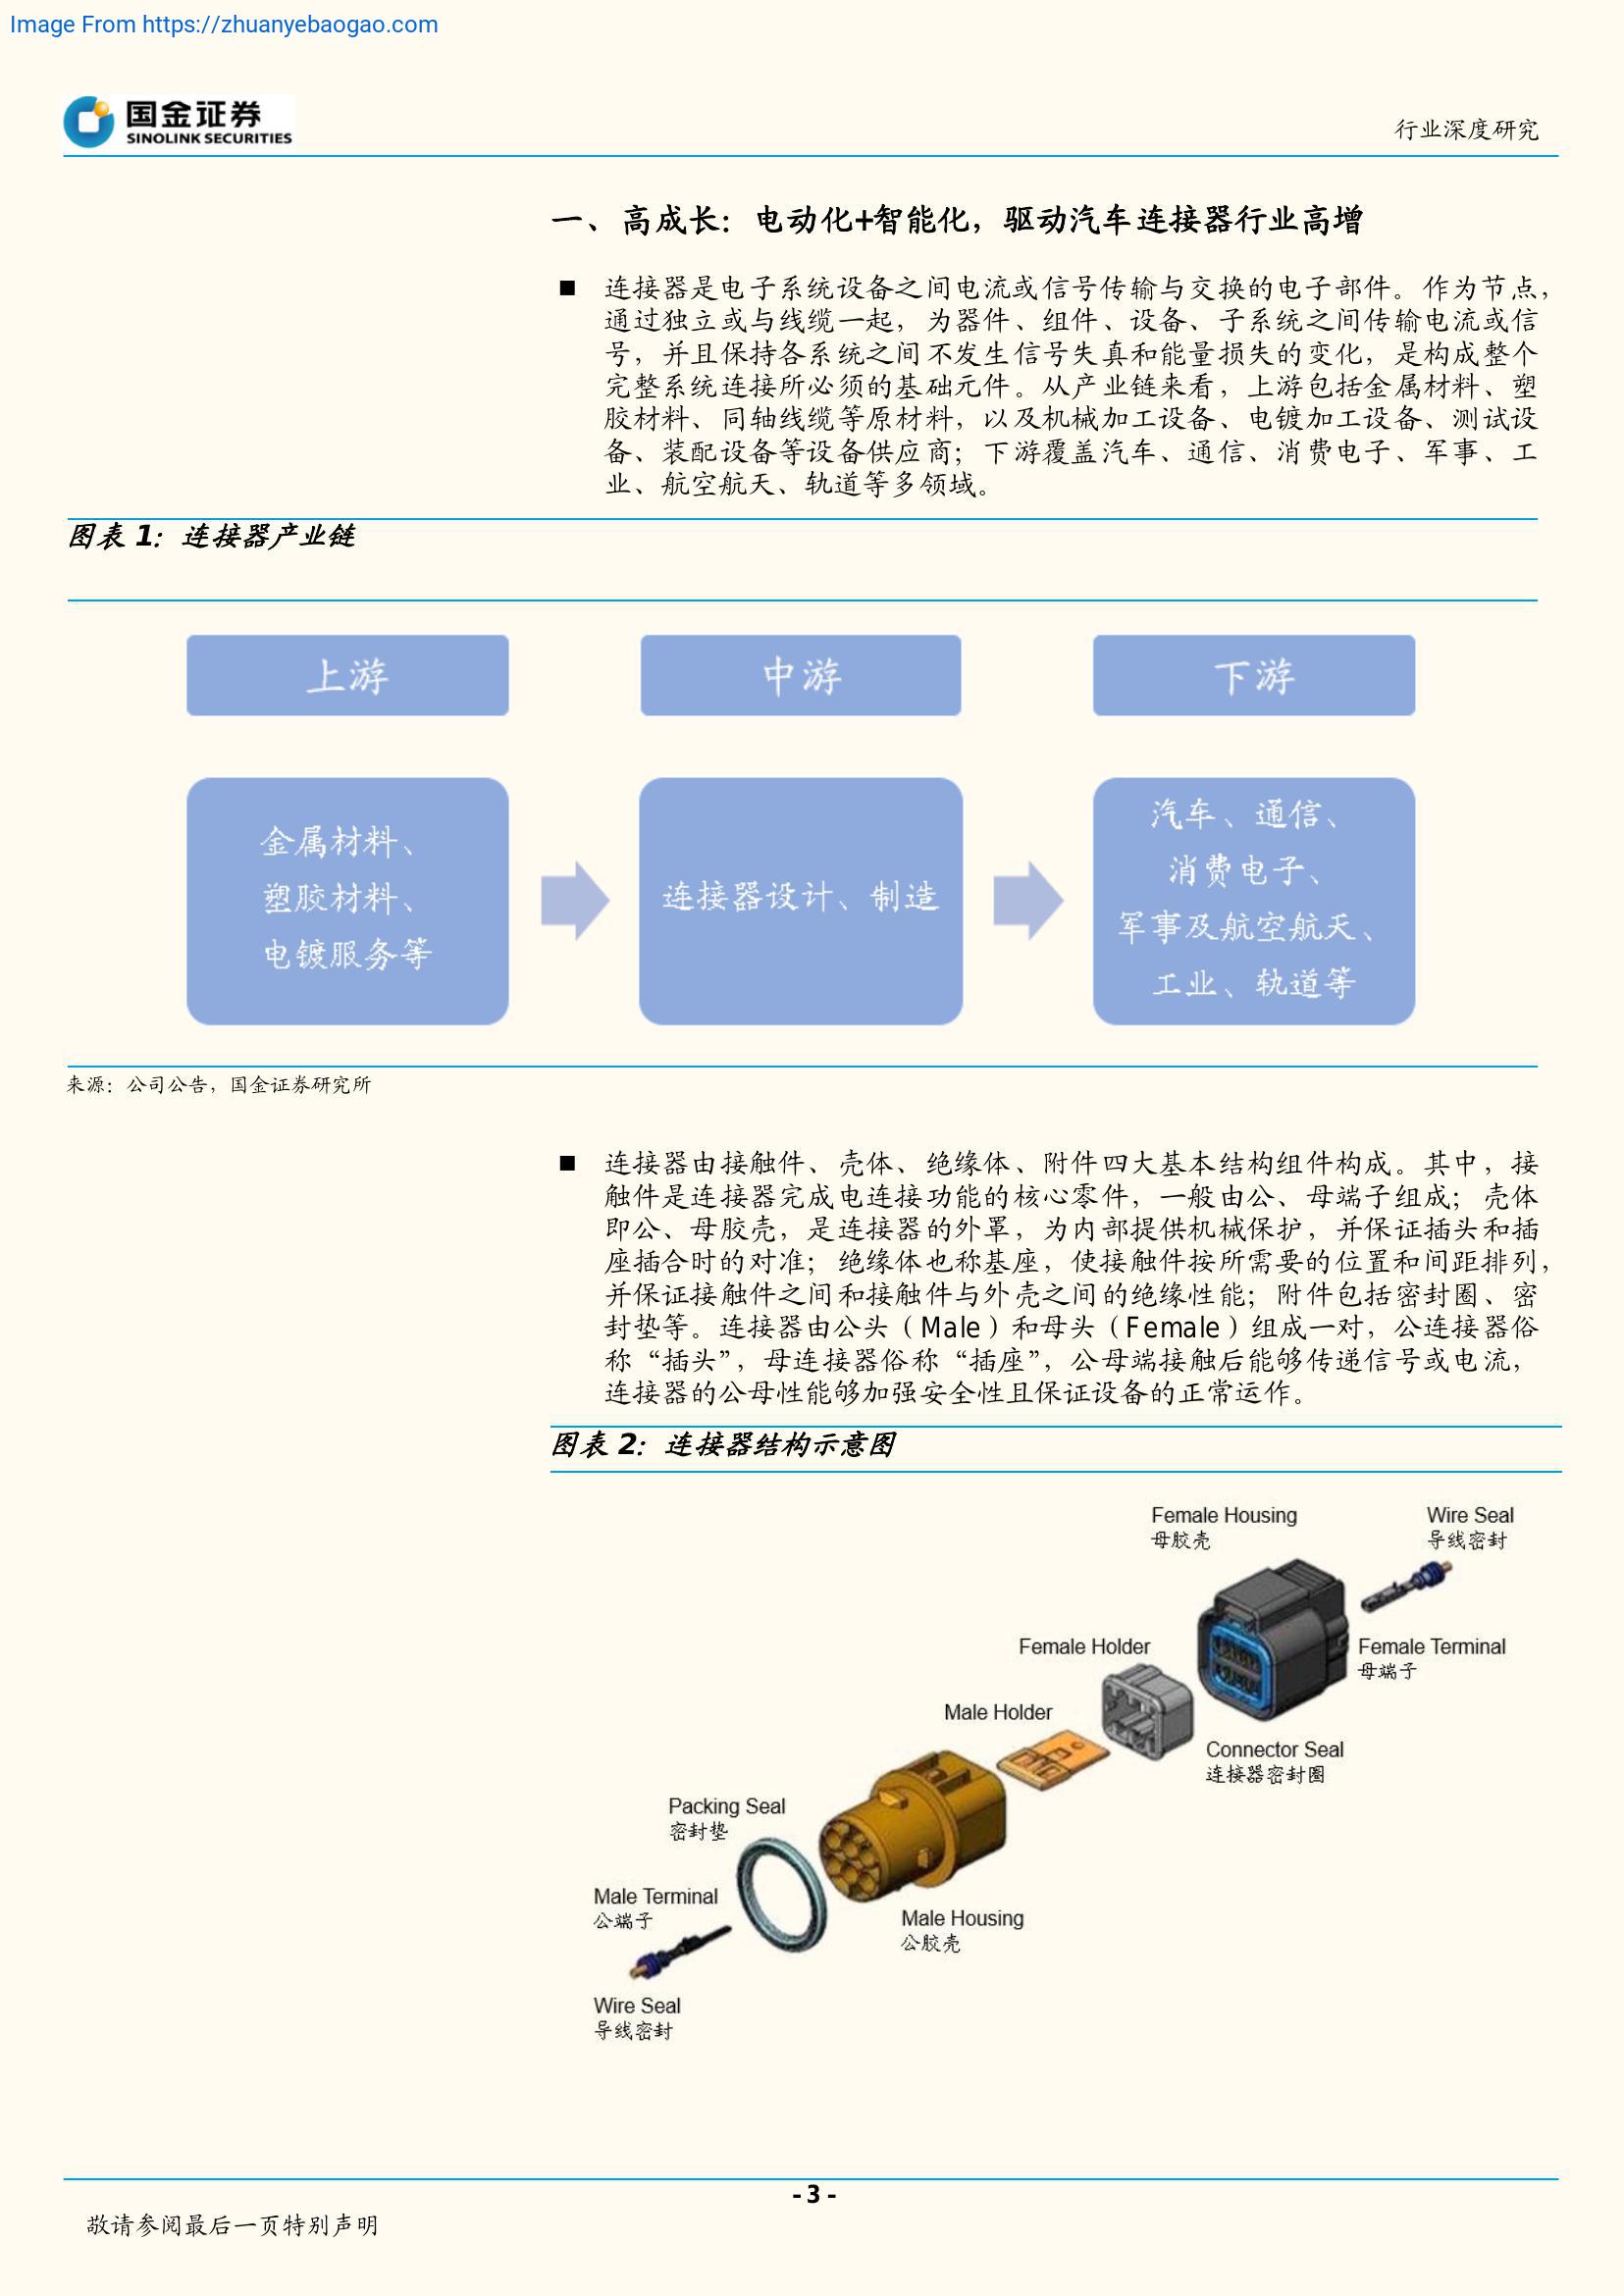 Image From https://zhuanyebaogao.com
国金证券
SINOLINK SECURITIES
行业深度研究
一、高成长：电动化+智能化，驱动汽车连接器行业高增
■ 连接器是电子系统设备之间电流或信号传输与交换的电子部件。作为节点，
通过独立或与线缆一起，为器件、组件、设备、子系统之间传输电流或信
号，并且保持各系统之间不发生信号失真和能量损失的变化，是构成整个
完整系统连接所必须的基础元件。从产业链来看，上游包括金属材料、塑
胶材料、同轴线缆等原材料，以及机械加工设备、电镀加工设备、测试设
备、装配设备等设备供应商；下游覆盖汽车、通信、消费电子、军事、工
业、航空航天、轨道等多领域。
图表 1：连接器产业链
上游
中游
下游
金属材料、
塑胶材料、
电镀服务等
连接器设计、制造
汽车、通信、
消费电子、
军事及航空航天、
工业、轨道等
来源：公司公告，国金证券研究所
■ 连接器由接触件、壳体、绝缘体、附件四大基本结构组件构成。其中，接
触件是连接器完成电连接功能的核心零件，一般由公、母端子组成；壳体
即公、母胶壳，是连接器的外罩，为内部提供机械保护，并保证插头和插
座插合时的对准；绝缘体也称基座，使接触件按所需要的位置和间距排列，
并保证接触件之间和接触件与外壳之间的绝缘性能；附件包括密封圈、密
封垫等。连接器由公头（Male）和母头（Female）组成一对，公连接器俗
称“插头”，母连接器俗称“插座”，公母端接触后能够传递信号或电流，
连接器的公母性能够加强安全性且保证设备的正常运作。
图表 2：连接器结构示意图
Female Housing
母胶壳
Wire Seal
导线密封
Female Holder
Female Terminal
母端子
Male Holder
Connector Seal
连接器密封圈
Packing Seal
密封垫
Male Terminal
公端子
Male Housing
公胶壳
Wire Seal
导线密封
- 3 -
敬请参阅最后一页特别声明